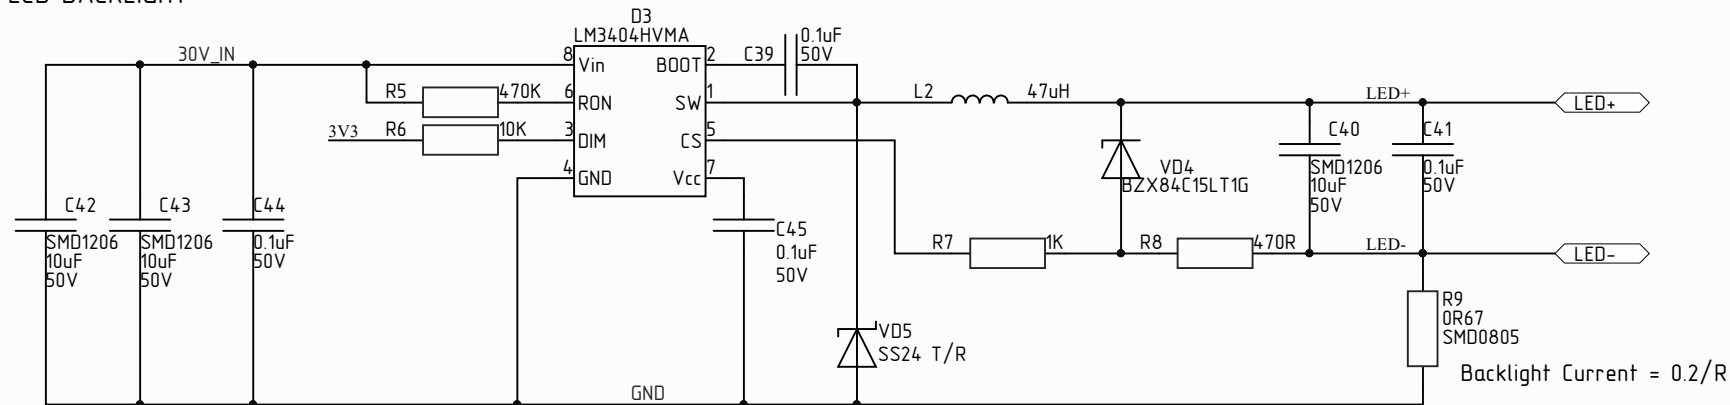 LCD BACKLIGHT
D3
LM3404HVMA
30V_IN
8
Vin
BOOT
2
C39
0.1uF
50V
R5
470K
6
RON
SW
1
L2
47uH
LED+
LED+
3V3
R6
10K
3
DIM
CS
5
VD4
BZX84C15LT1G
C40
SMD1206
10uF
50V
C41
0.1uF
50V
4
GND
Vcc
7
C42
SMD1206
10uF
50V
C43
SMD1206
10uF
50V
C44
0.1uF
50V
C45
0.1uF
50V
R7
1K
R8
470R
LED-
LED-
VD5
SS24 T/R
R9
0R67
SMD0805
Backlight Current = 0.2/R
GND